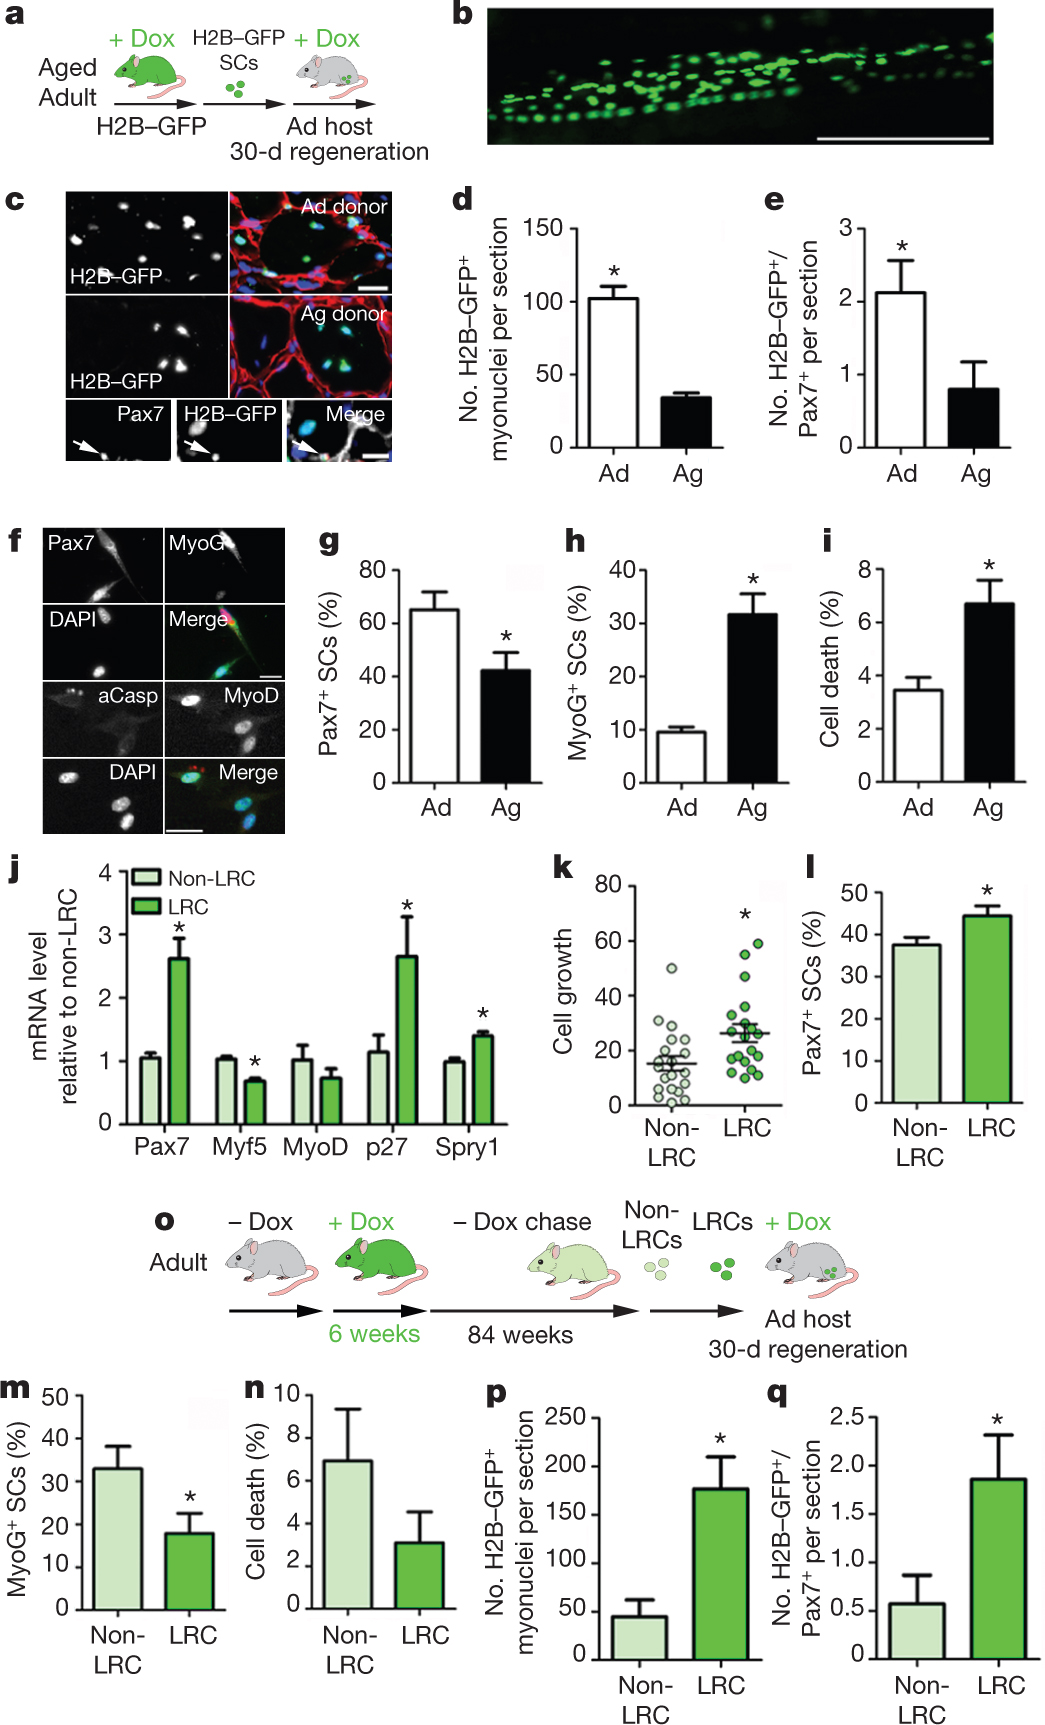 a
+ Dox
H2B–GFP
SCs
+ Dox
Aged
Adult
H2B–GFP
Ad host
30-d regeneration
b
c
Ad donor
H2B–GFP
Ag donor
H2B–GFP
Pax7
H2B–GFP
Merge
d
No. H2B–GFP+
myonuclei per section
150
100
50
0
*
Ad
Ag
e
No. H2B–GFP+/
Pax7+ per section
3
2
1
0
*
Ad
Ag
f
Pax7
MyoG
DAPI
Merge
aCasp
MyoD
DAPI
Merge
g
Pax7+ SCs (%)
80
60
40
20
0
*
Ad
Ag
h
MyoG+ SCs (%)
40
30
20
10
0
*
Ad
Ag
i
Cell death (%)
8
6
4
2
0
*
Ad
Ag
j
mRNA level
relative to non-LRC
4
3
2
1
0
Non-LRC
LRC
*
*
*
*
Pax7
Myf5
MyoD
p27
Spry1
k
Cell growth
80
60
40
20
0
*
Non-
LRC
LRC
l
Pax7+ SCs (%)
50
40
30
20
10
0
*
Non-
LRC
LRC
o
– Dox
+ Dox
– Dox chase
Non-
LRCs
LRCs
+ Dox
Adult
6 weeks
84 weeks
Ad host
30-d regeneration
m
MyoG+ SCs (%)
50
40
30
20
10
0
*
Non-
LRC
LRC
n
Cell death (%)
10
8
6
4
2
0
Non-
LRC
LRC
p
No. H2B–GFP+
myonuclei per section
250
200
150
100
50
0
*
Non-
LRC
LRC
q
No. H2B–GFP+/
Pax7+ per section
2.5
2.0
1.5
1.0
0.5
0
*
Non-
LRC
LRC